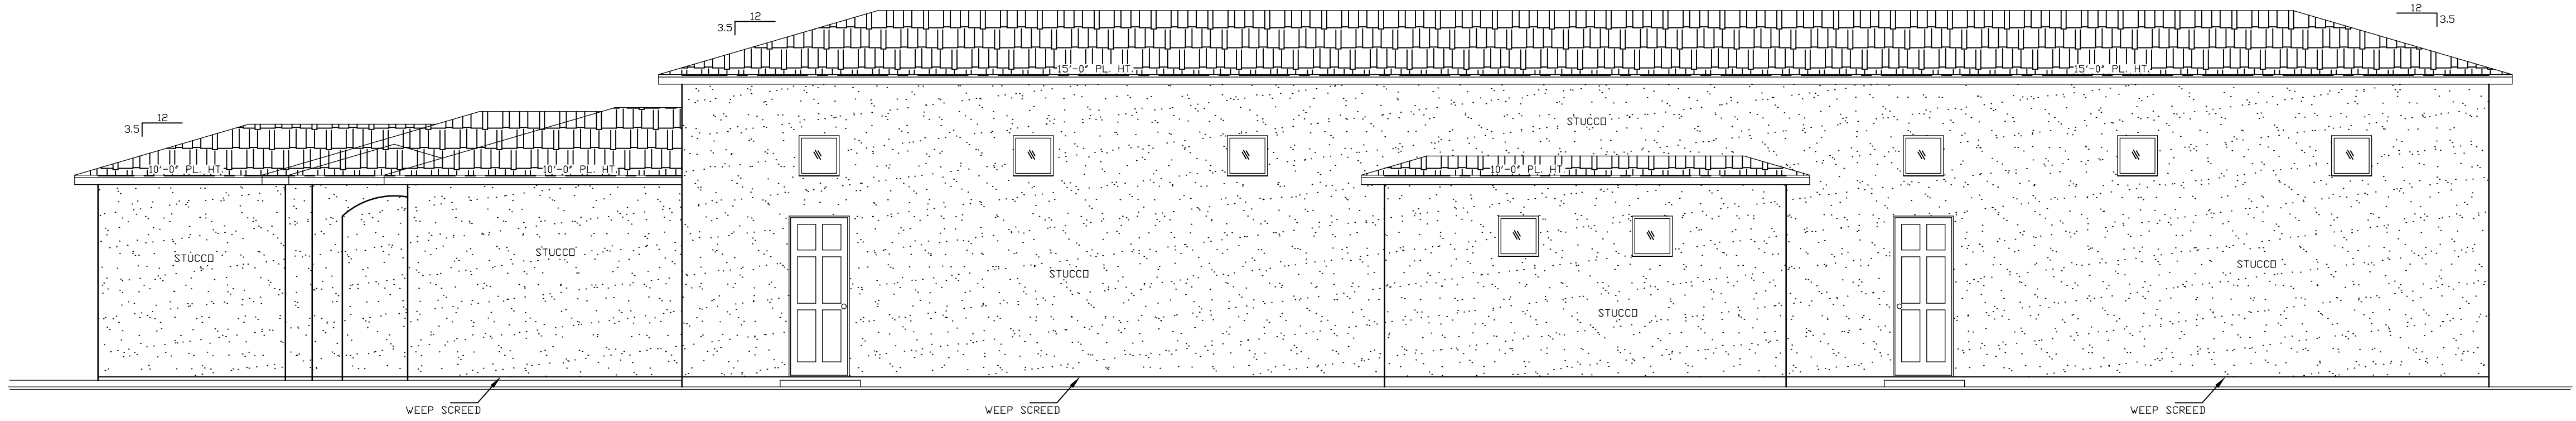 12
3.5
12
3.5
15'-0" PL. HT.
15'-0" PL. HT.
12
3.5
STUCCO
10'-0" PL. HT.
10'-0" PL. HT.
10'-0" PL. HT.
STUCCO
STUCCO
STUCCO
STUCCO
STUCCO
WEEP SCREED
WEEP SCREED
WEEP SCREED